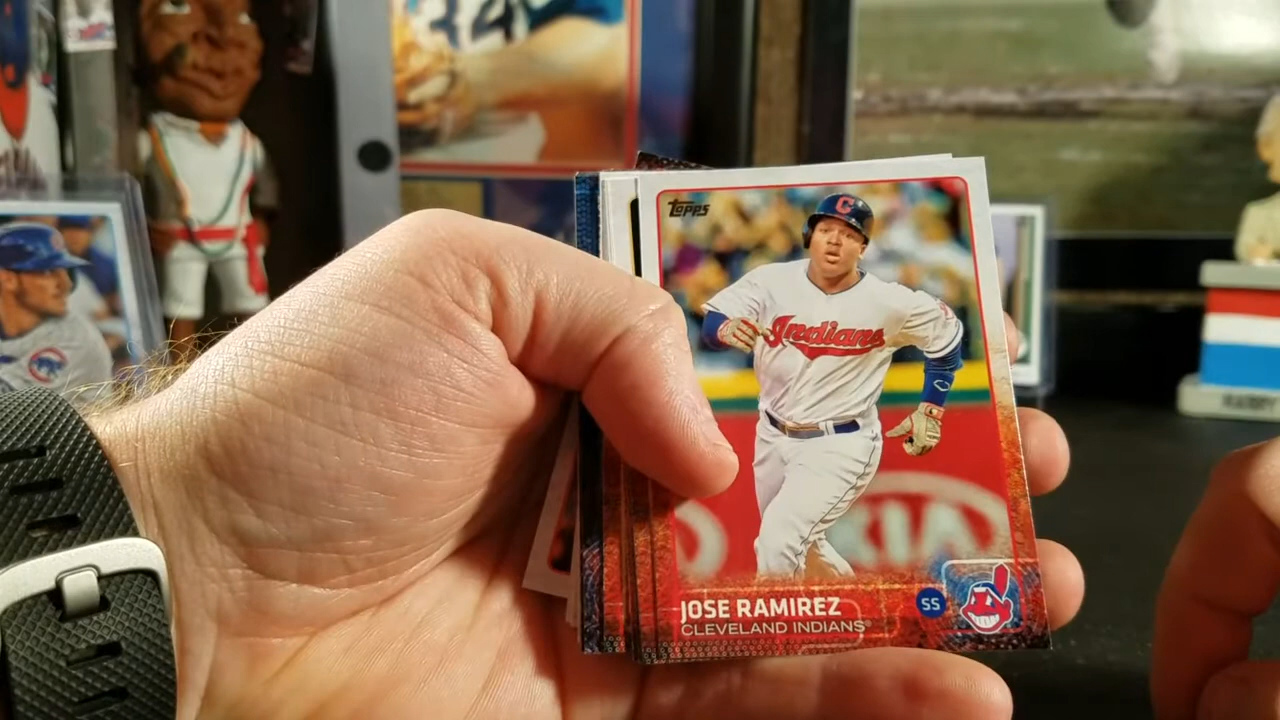 Topps
C
Indians
KIA
JOSE RAMIREZ
SS
CLEVELAND INDIANS®